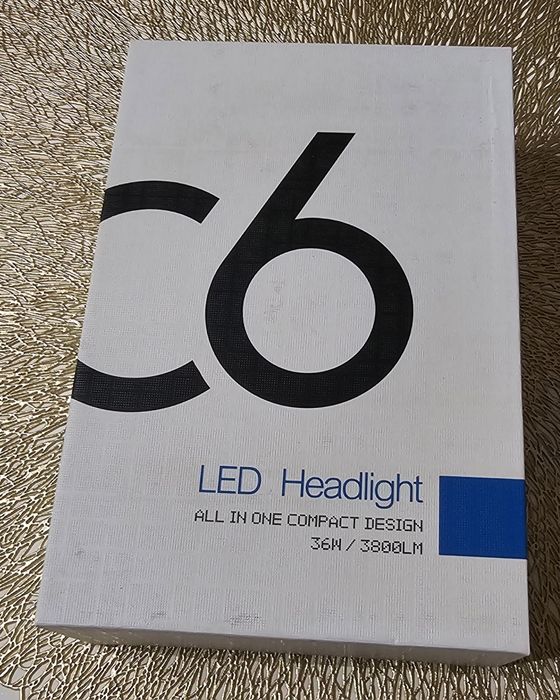 C6
LED Headlight
ALL IN ONE COMPACT DESIGN
36W / 3800LM